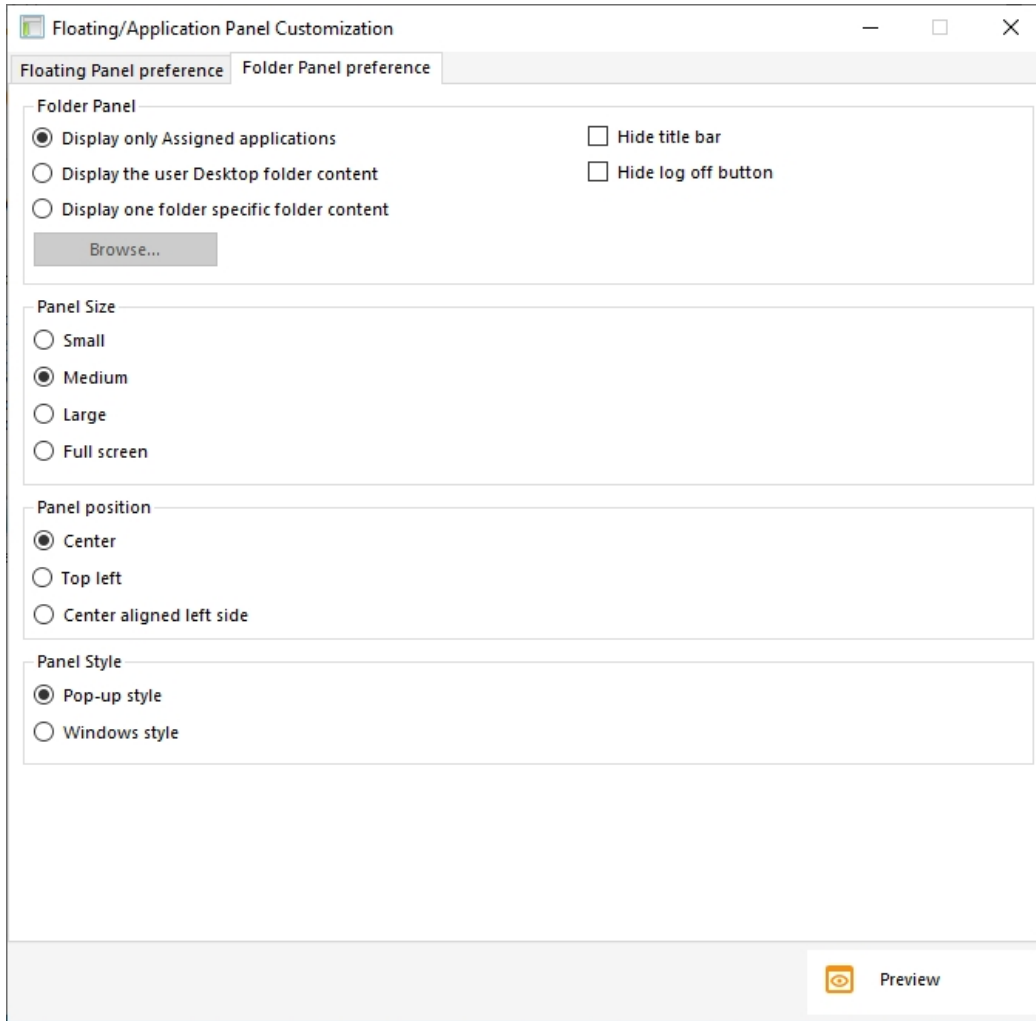 Floating/Application Panel Customization
Floating Panel preference Folder Panel preference
Folder Panel
Display only Assigned applications
Display the user Desktop folder content
Display one folder specific folder content
Browse...
Hide title bar
Hide log off button
Panel Size
Small
Medium
Large
Full screen
Panel position
Center
Top left
Center aligned left side
Panel Style
Pop-up style
Windows style
Preview